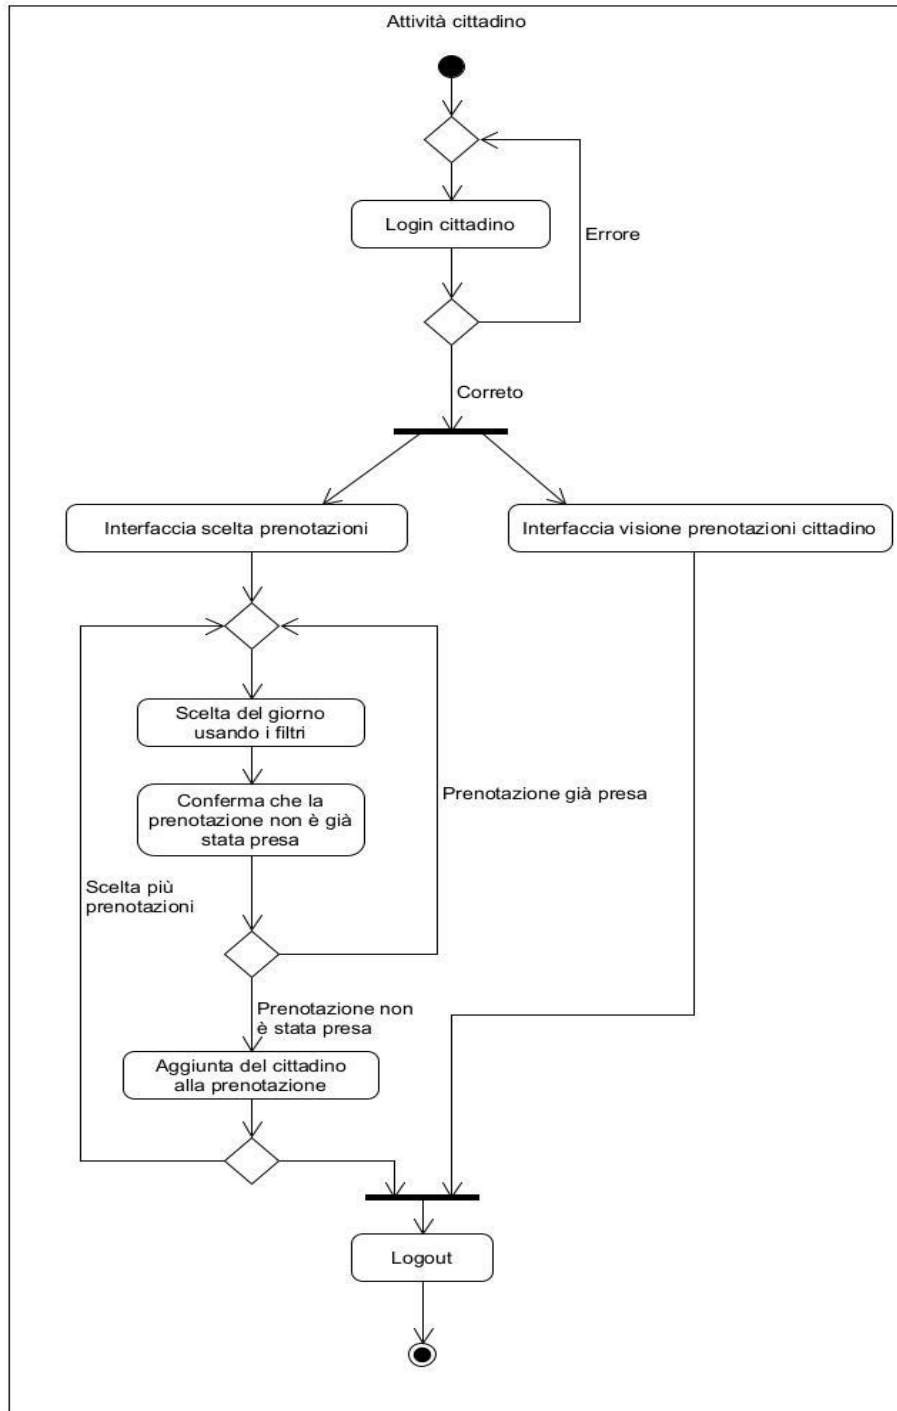 Attività cittadino
Login cittadino
Errore
Correto
Interfaccia scelta prenotazioni
Interfaccia visione prenotazioni cittadino
Scelta del giorno
usando i filtri
Conferma che la
prenotazione non è già
stata presa
Prenotazione già presa
Scelta più
prenotazioni
Prenotazione non
è stata presa
Aggiunta del cittadino
alla prenotazione
Logout